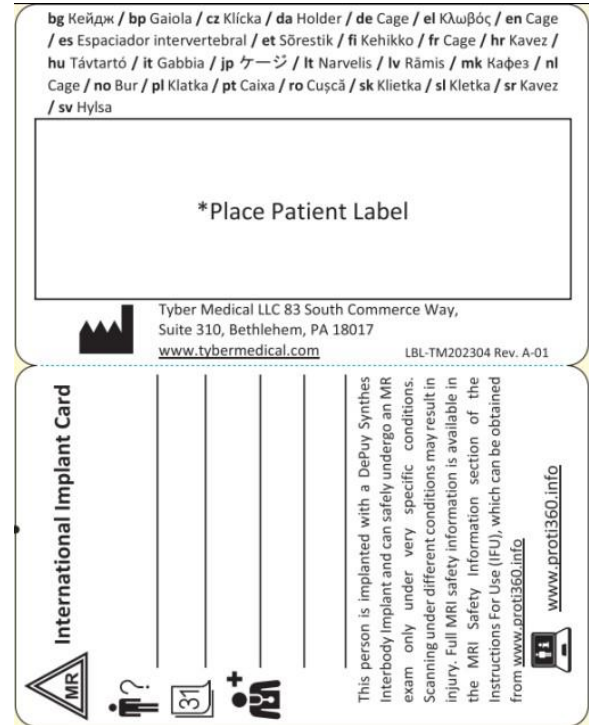 bg Кейдж / bp Gaiola / cz Klícka / da Holder / de Cage / el Κλωβός / en Cage
/ es Espaciador intervertebral / et Sõrestik / fi Kehikko / fr Cage / hr Kavez /
hu Távtartó / it Gabbia / jp ケージ / lt Narvelis / lv Rāmis / mk Кафез / nl
Cage / no Bur / pl Klatka / pt Caixa / ro Cușcă / sk Klietka / sl Kletka / sr Kavez
/ sv Hylsa
*Place Patient Label
Tyber Medical LLC 83 South Commerce Way,
Suite 310, Bethlehem, PA 18017
www.tybermedical.com
LBL-TM202304 Rev. A-01
MR
International Implant Card
?
31
This person is implanted with a DePuy Synthes
Interbody Implant and can safely undergo an MR
exam only under very specific conditions.
Scanning under different conditions may result in
injury. Full MRI safety information is available in
the MRI Safety Information section of the
Instructions For Use (IFU), which can be obtained
from www.proti360.info
www.proti360.info